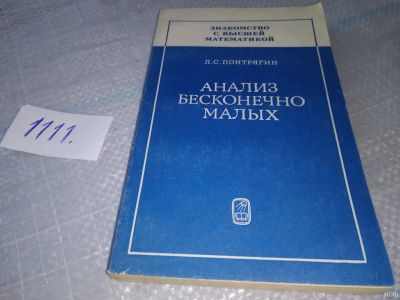 ЗНАКОМСТВО
С ВЫСШЕЙ
МАТЕМАТИКОЙ
Л.С.ПОНТРЯГИН
АНАЛИЗ
БЕСКОНЕЧНО
МАЛЫХ
1111.